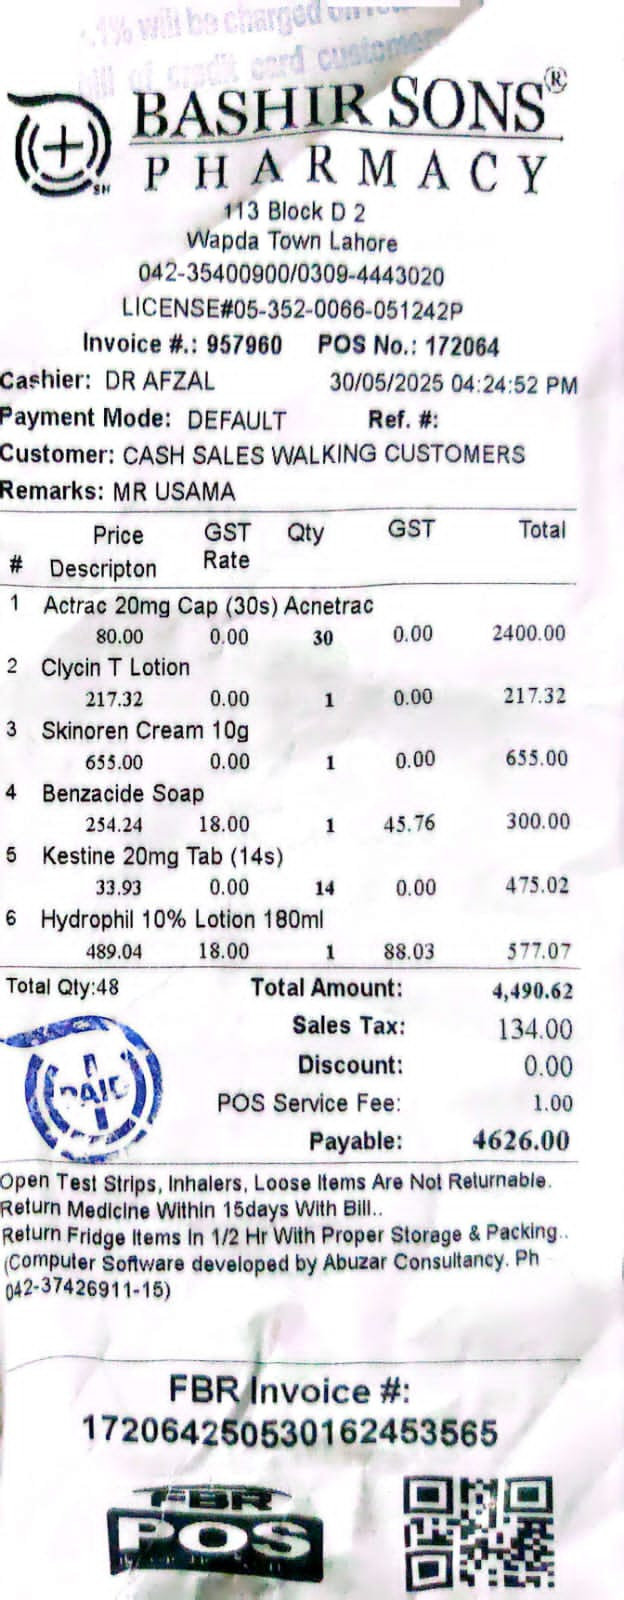 .1% will be charged on
bill of credit card customers
BASHIR SONS®
PHARMACY
SN
113 Block D 2
Wapda Town Lahore
042-35400900/0309-4443020
LICENSE#05-352-0066-051242P
Invoice #.: 957960 POS No.: 172064
Cashier: DR AFZAL 30/05/2025 04:24:52 PM
Payment Mode: DEFAULT Ref. #:
Customer: CASH SALES WALKING CUSTOMERS
Remarks: MR USAMA
# Price Descripton GST Rate Qty GST Total
1 Actrac 20mg Cap (30s) Acnetrac
80.00 0.00 30 0.00 2400.00
2 Clycin T Lotion
217.32 0.00 1 0.00 217.32
3 Skinoren Cream 10g
655.00 0.00 1 0.00 655.00
4 Benzacide Soap
254.24 18.00 1 45.76 300.00
5 Kestine 20mg Tab (14s)
33.93 0.00 14 0.00 475.02
6 Hydrophil 10% Lotion 180ml
489.04 18.00 1 88.03 577.07
Total Qty:48 Total Amount: 4,490.62
Sales Tax: 134.00
Discount: 0.00
POS Service Fee: 1.00
Payable: 4626.00
PAID
Open Test Strips, Inhalers, Loose Items Are Not Returnable.
Return Medicine Within 15days With Bill..
Return Fridge Items In 1/2 Hr With Proper Storage & Packing..
(Computer Software developed by Abuzar Consultancy. Ph
042-37426911-15)
FBR Invoice #:
172064250530162453565
FBR
POS